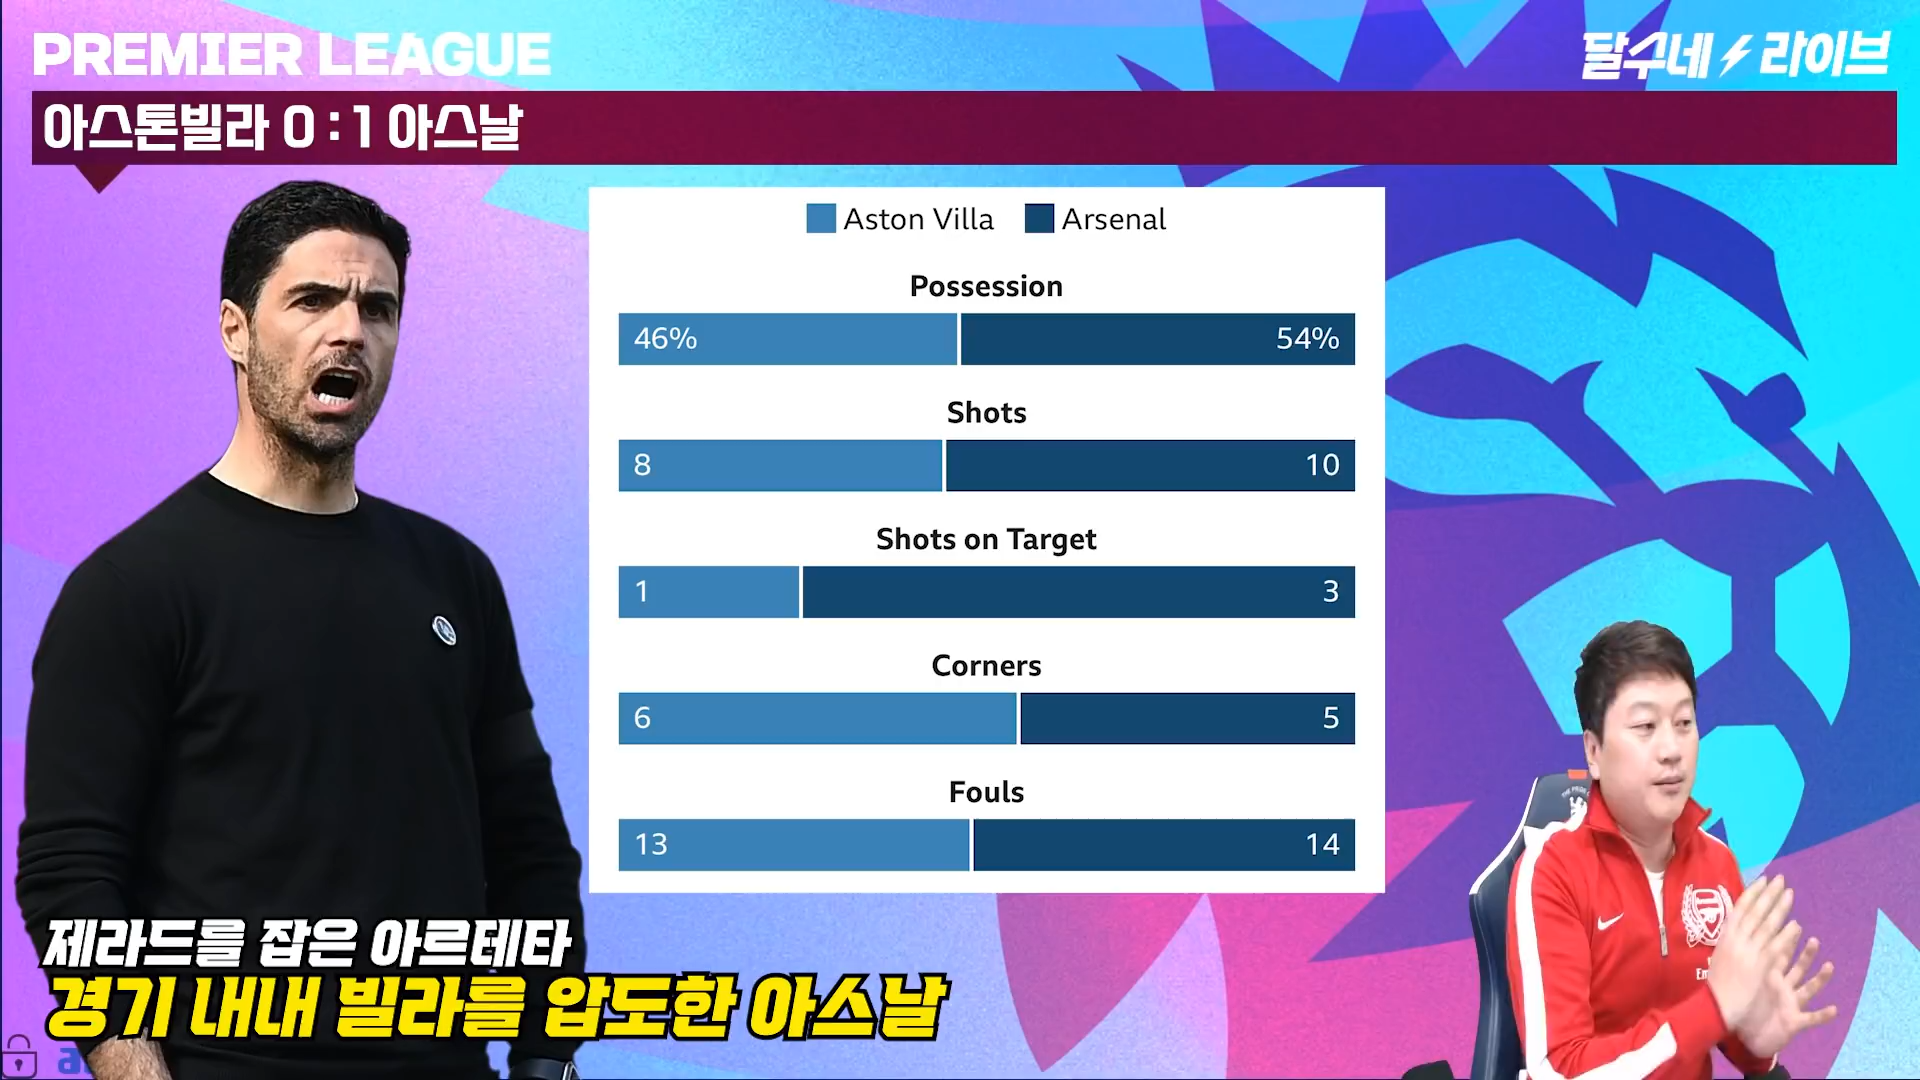 PREMIER LEAGUE
달수네 라이브
아스톤빌라 0 : 1 아스날
Aston Villa Arsenal
Possession
46% 54%
Shots
8 10
Shots on Target
1 3
Corners
6 5
Fouls
13 14
제라드를 잡은 아르테타
경기 내내 빌라를 압도한 아스날